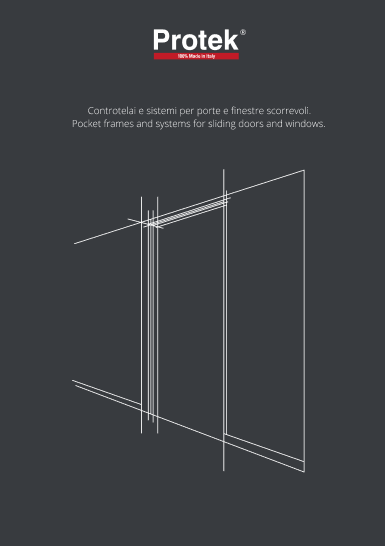 Protek®
100% Made in Italy
Controtelai e sistemi per porte e finestre scorrevoli.
Pocket frames and systems for sliding doors and windows.